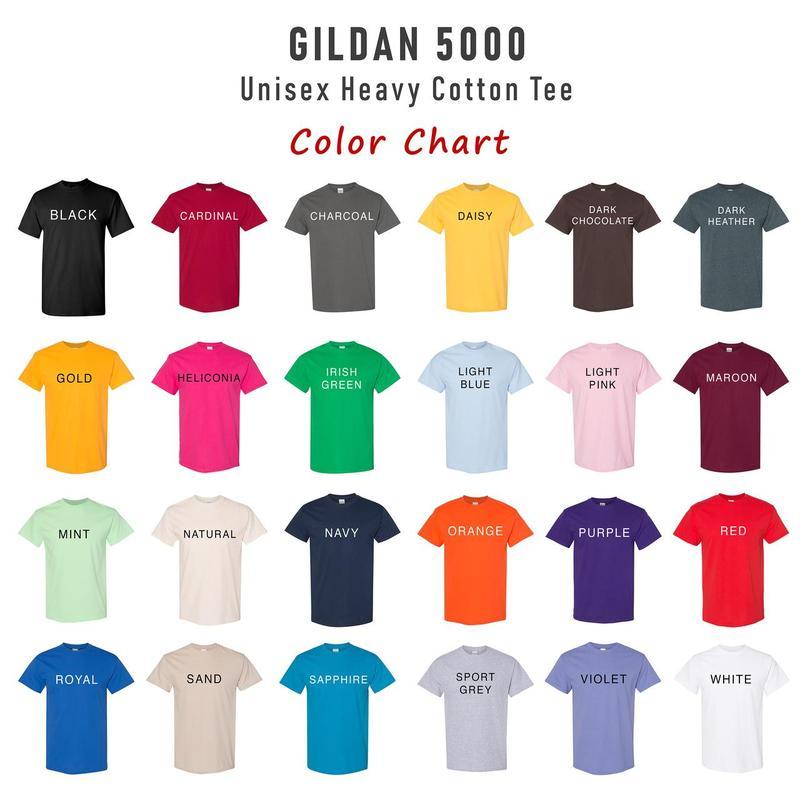 GILDAN 5000
Unisex Heavy Cotton Tee
Color Chart
BLACK
CARDINAL
CHARCOAL
DAISY
DARK
CHOCOLATE
DARK
HEATHER
GOLD
HELICONIA
IRISH
GREEN
LIGHT
BLUE
LIGHT
PINK
MAROON
MINT
NATURAL
NAVY
ORANGE
PURPLE
RED
ROYAL
SAND
SAPPHIRE
SPORT
GREY
VIOLET
WHITE